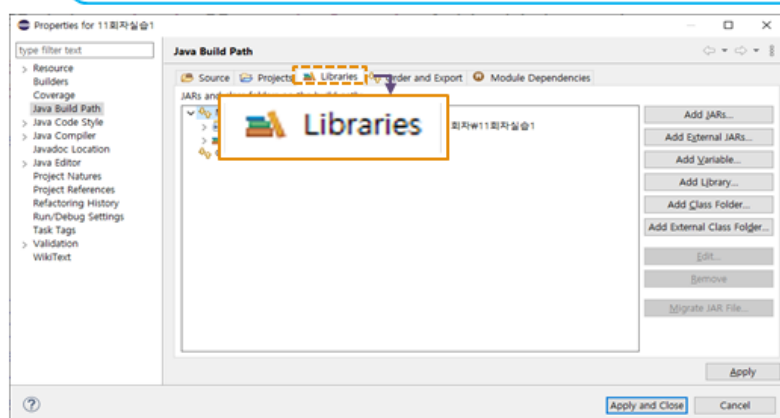 Properties for 11회차실습1
type filter text
Resource
Builders
Coverage
Java Build Path
Java Code Style
Java Compiler
Javadoc Location
Java Editor
Project Natures
Project References
Refactoring History
Run/Debug Settings
Task Tags
Validation
WikiText
Java Build Path
Source Projects Libraries Order and Export Module Dependencies
JARs and
Libraries
회차₩11회차실습1
Add JARs...
Add External JARs...
Add Variable...
Add Library...
Add Class Folder...
Add External Class Folder...
Edit...
Remove
Migrate JAR File...
Apply
Apply and Close Cancel